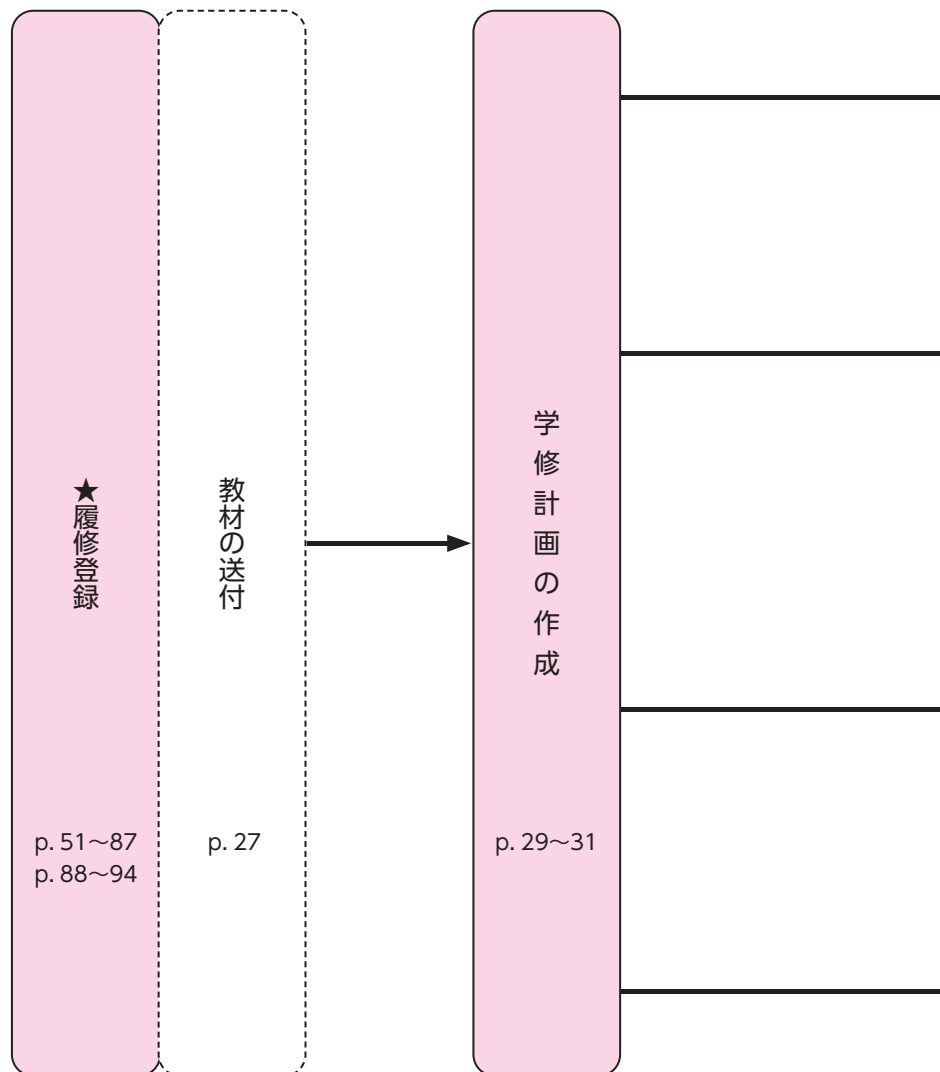 ★履修登録
p. 51～87
p. 88～94
教材の送付
p. 27
学修計画の作成
p. 29～31